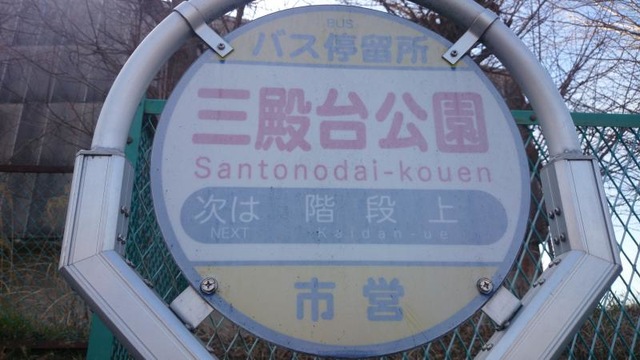 BUS
バス停留所
三殿台公園
Santonodai-kouen
次は 階段上
NEXT Kaidan-ue
市営